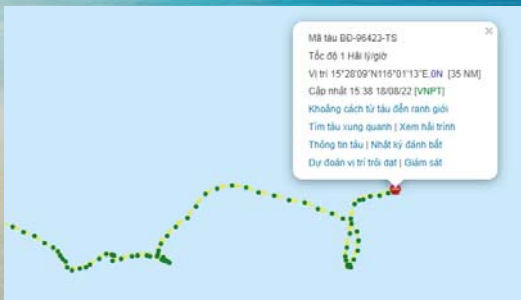 Mã tàu BĐ-96423-TS
Tốc độ 1 Hải lý/giờ
Vị trí 15°28'09"N116°01'13"E,0N [35 NM]
Cập nhật 15:38 18/08/22 [VNPT]
Khoảng cách từ tàu đến ranh giới
Tìm tàu xung quanh | Xem hải trình
Thông tin tàu | Nhật ký đánh bắt
Dự đoán vị trí trôi dạt | Giám sát